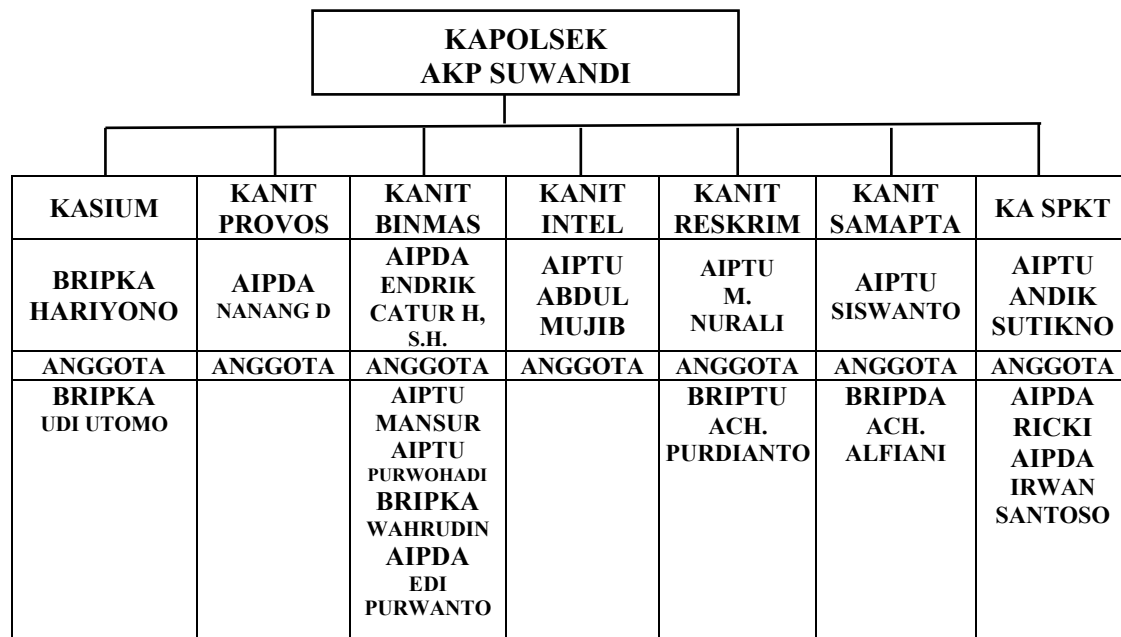 KAPOLSEK
AKP SUWANDI
KASIUM
KANIT
PROVOS
KANIT
BINMAS
KANIT
INTEL
KANIT
RESKRIM
KANIT
SAMAPTA
KA SPKT
BRIPKA
HARIYONO
AIPDA
NANANG D
AIPDA
ENDRIK
CATUR H,
S.H.
AIPTU
ABDUL
MUJIB
AIPTU
M.
NURALI
AIPTU
SISWANTO
AIPTU
ANDIK
SUTIKNO
ANGGOTA
ANGGOTA
ANGGOTA
ANGGOTA
ANGGOTA
ANGGOTA
ANGGOTA
BRIPKA
UDI UTOMO
AIPTU
MANSUR
AIPTU
PURWOHADI
BRIPKA
WAHRUDIN
AIPDA
EDI
PURWANTO
BRIPTU
ACH.
PURDIANTO
BRIPDA
ACH.
ALFIANI
AIPDA
RICKI
AIPDA
IRWAN
SANTOSO